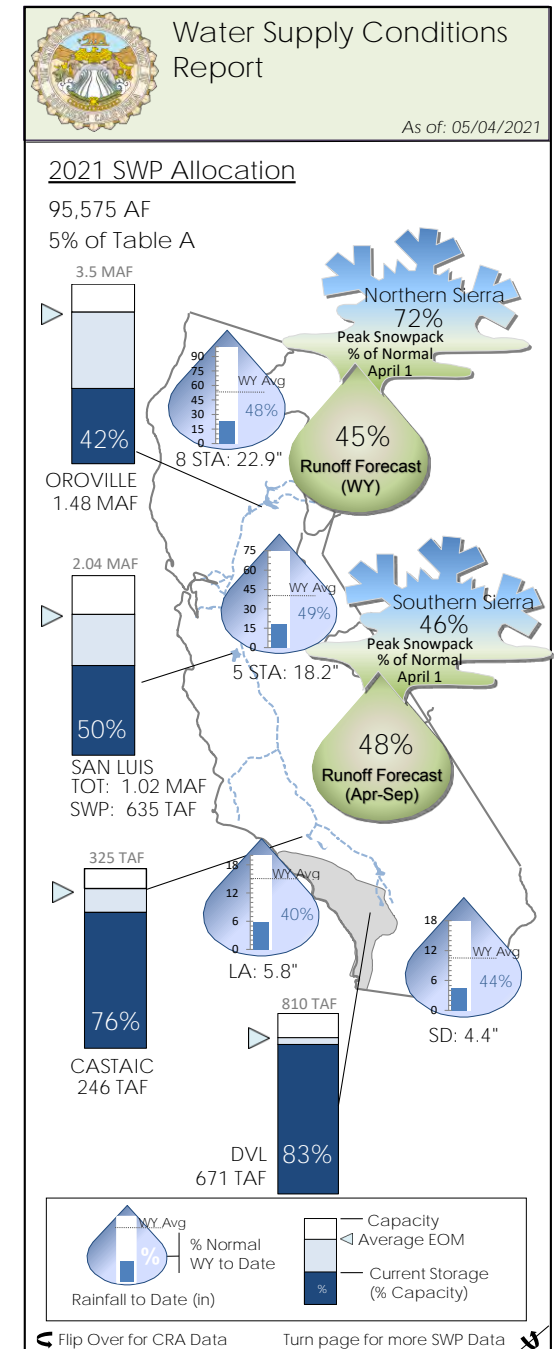 Water Supply Conditions
Report
As of: 05/04/2021
2021 SWP Allocation
95,575 AF
5% of Table A
3.5 MAF
42%
OROVILLE
1.48 MAF
90
75
60
45
30
15
0
WY Avg
48%
8 STA: 22.9"
Northern Sierra
72%
Peak Snowpack
% of Normal
April 1
45%
Runoff Forecast
(WY)
2.04 MAF
50%
SAN LUIS
TOT: 1.02 MAF
SWP: 635 TAF
75
60
45
30
15
0
WY Avg
49%
5 STA: 18.2"
Southern Sierra
46%
Peak Snowpack
% of Normal
April 1
48%
Runoff Forecast
(Apr-Sep)
325 TAF
76%
CASTAIC
246 TAF
18
12
6
0
WY Avg
40%
LA: 5.8"
18
12
6
0
WY Avg
44%
SD: 4.4"
810 TAF
83%
DVL
671 TAF
WY Avg
%
% Normal
WY to Date
Rainfall to Date (in)
Capacity
Average EOM
Current Storage
(% Capacity)
%
Flip Over for CRA Data
Turn page for more SWP Data